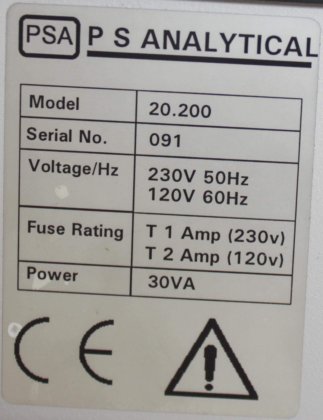 PSA P S ANALYTICAL
Model 20.200
Serial No. 091
Voltage/Hz 230V 50Hz
120V 60Hz
Fuse Rating T 1 Amp (230v)
T 2 Amp (120v)
Power 30VA
CE